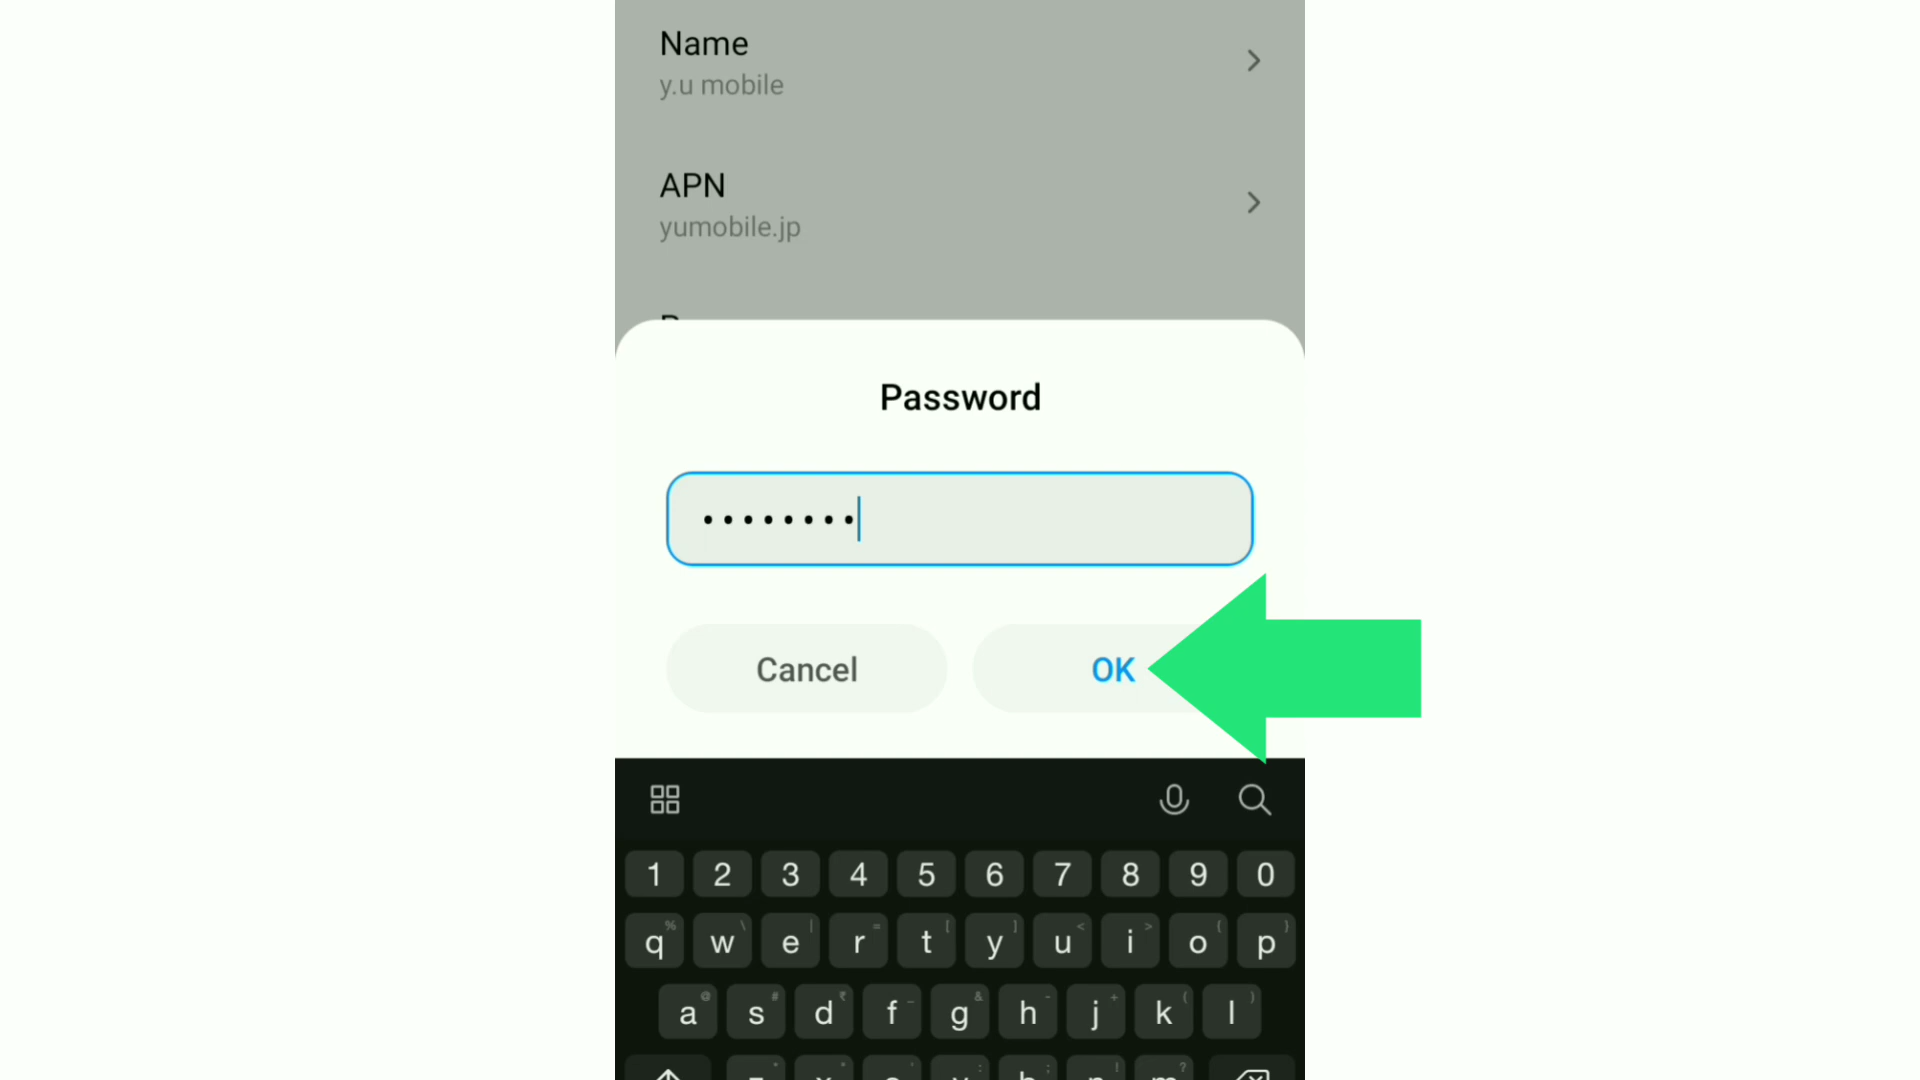 Name
y.u mobile
APN
yumobile.jp
Password
••••••••
Cancel
OK
1 2 3 4 5 6 7 8 9 0
% \ | = [ ] < > { }
q w e r t y u i o p
@ # ₹ _ & - + ( )
a s d f g h j k l